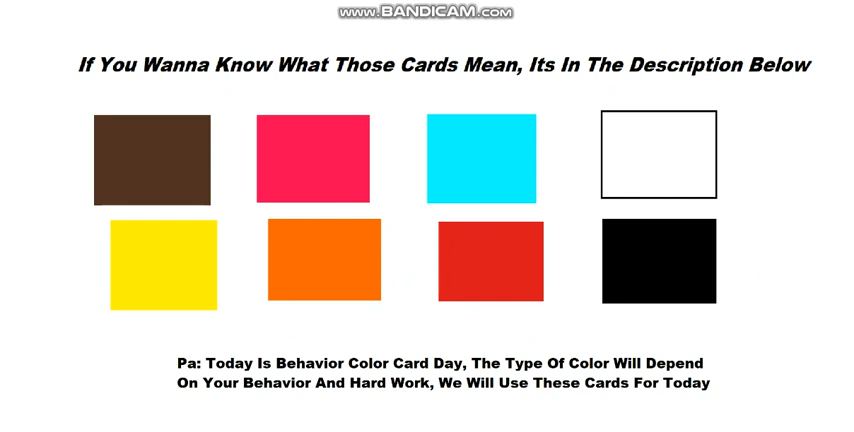 www.BANDICAM.com
If You Wanna Know What Those Cards Mean, Its In The Description Below
Pa: Today Is Behavior Color Card Day, The Type Of Color Will Depend
On Your Behavior And Hard Work, We Will Use These Cards For Today